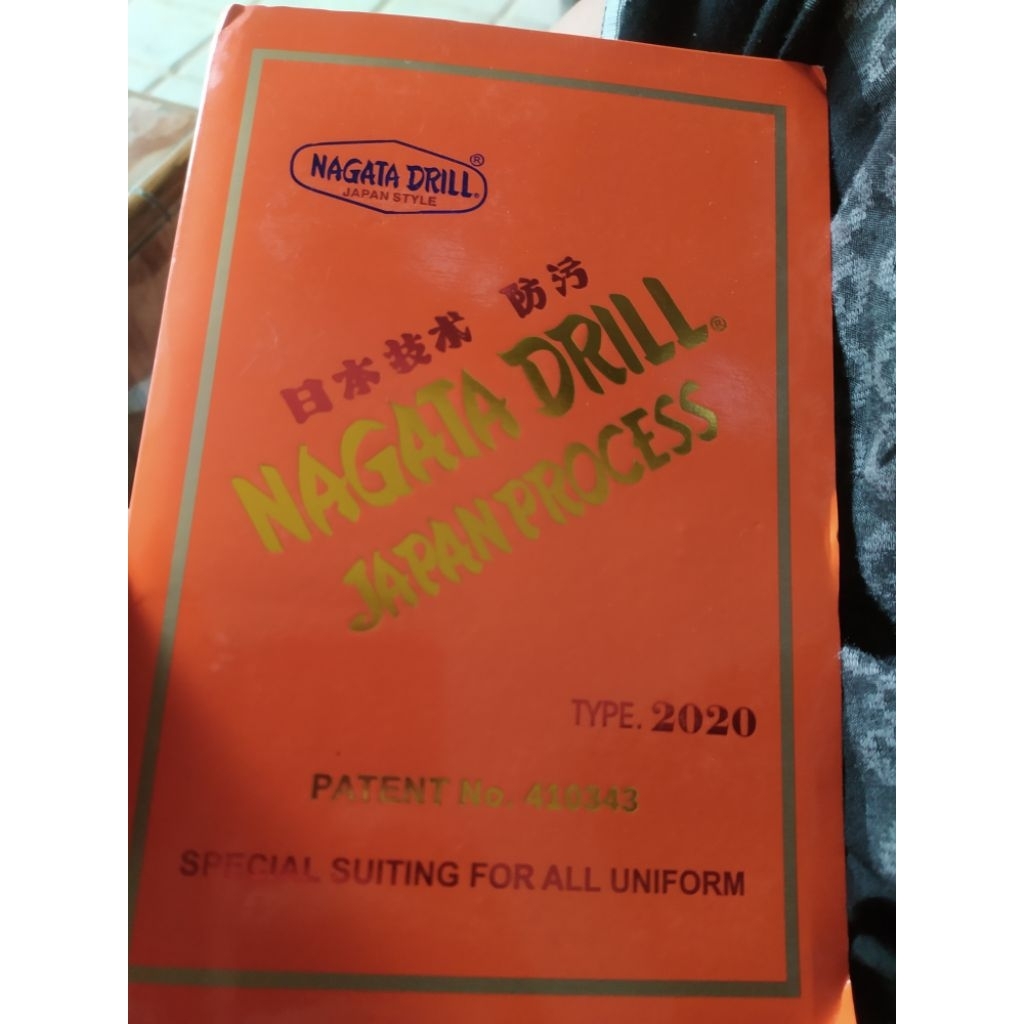 NAGATA DRILL®
JAPAN STYLE
日本技术 防污
NAGATA DRILL®
JAPAN PROCESS
TYPE. 2020
PATENT No. 410343
SPECIAL SUITING FOR ALL UNIFORM